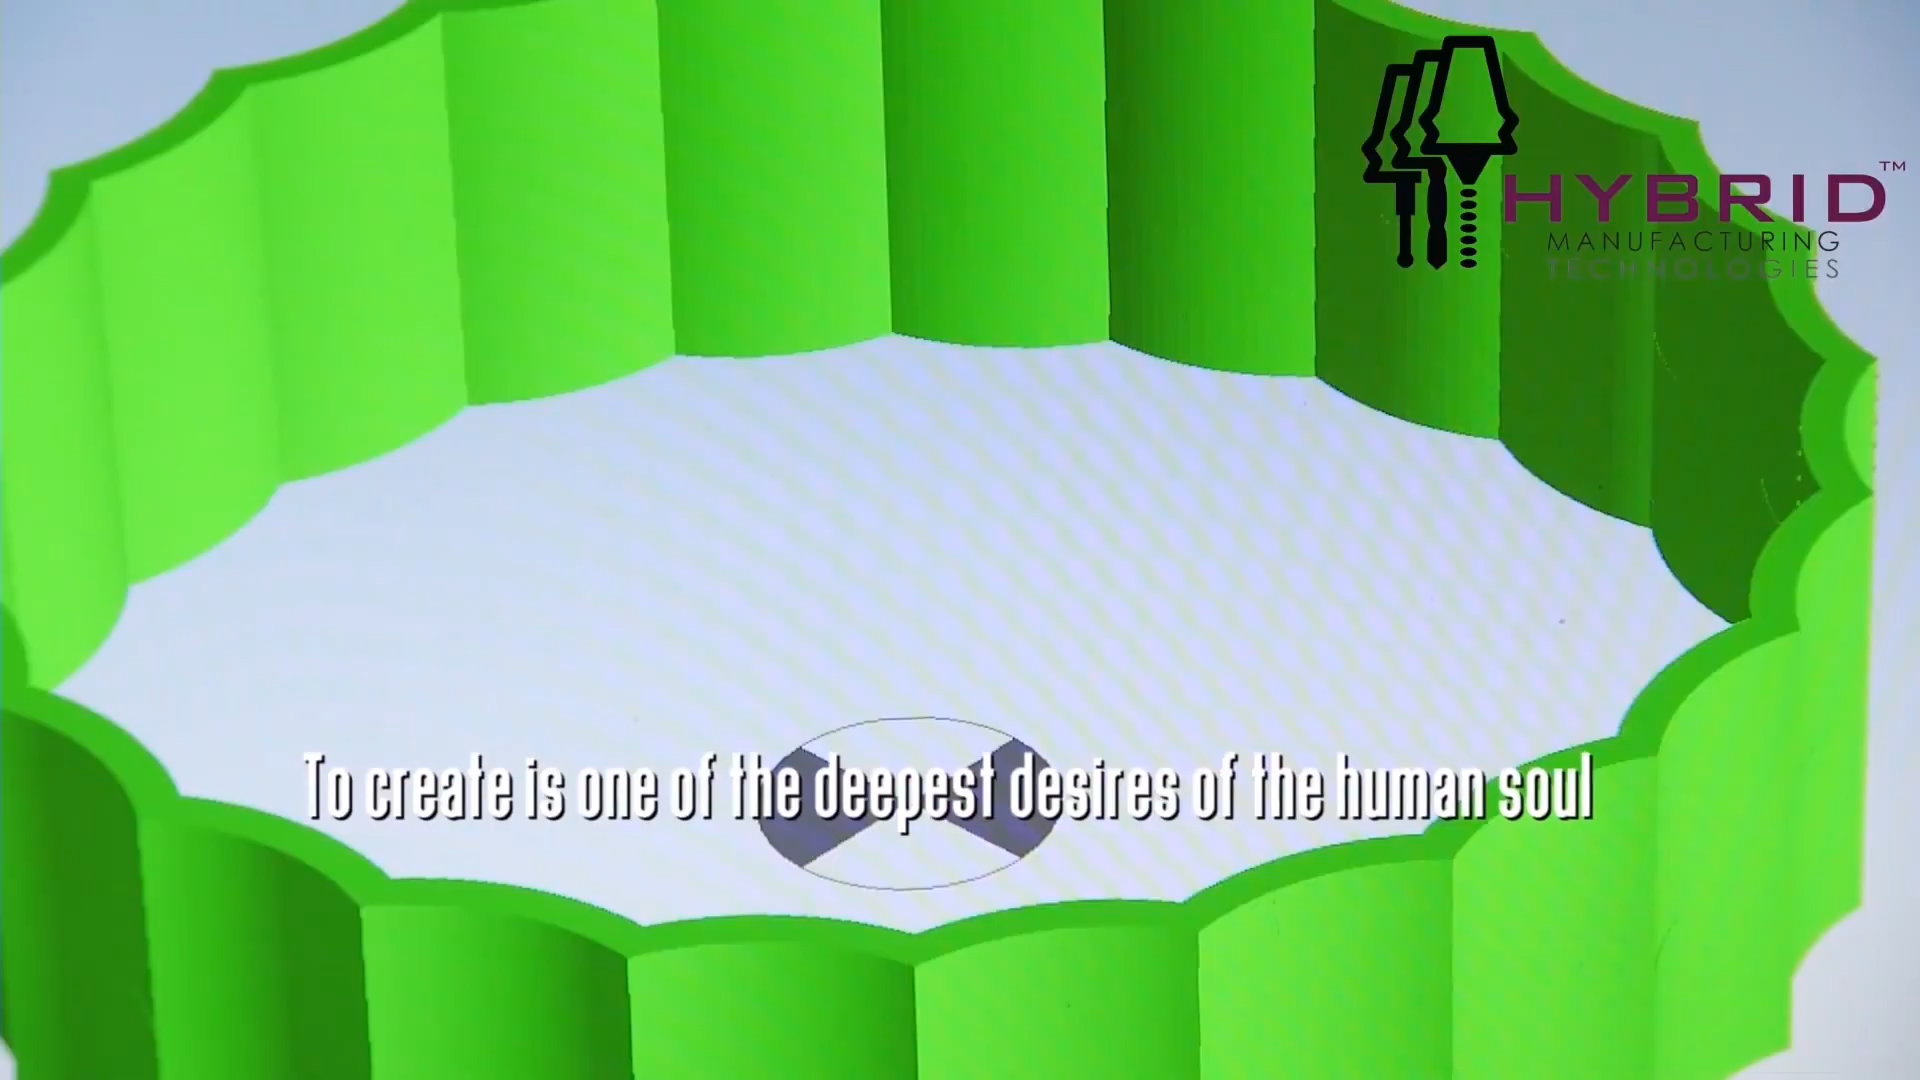 HYBRID™
MANUFACTURING
TECHNOLOGIES
To create is one of the deepest desires of the human soul